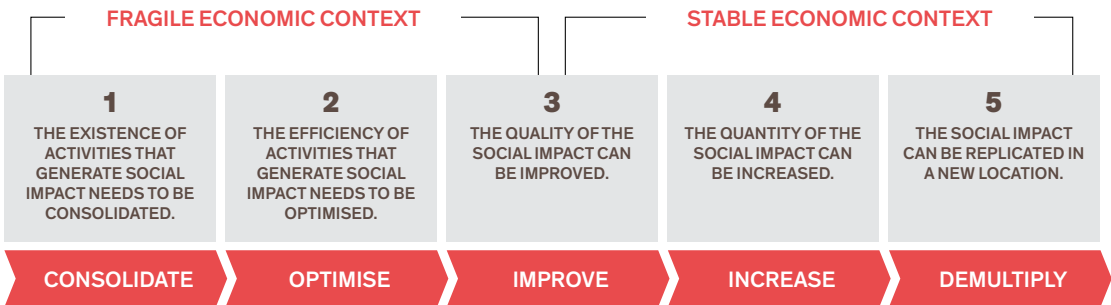 FRAGILE ECONOMIC CONTEXT
STABLE ECONOMIC CONTEXT
1
THE EXISTENCE OF
ACTIVITIES THAT
GENERATE SOCIAL
IMPACT NEEDS TO BE
CONSOLIDATED.
2
THE EFFICIENCY OF
ACTIVITIES THAT
GENERATE SOCIAL
IMPACT NEEDS TO BE
OPTIMISED.
3
THE QUALITY OF THE
SOCIAL IMPACT CAN
BE IMPROVED.
4
THE QUANTITY OF THE
SOCIAL IMPACT CAN
BE INCREASED.
5
THE SOCIAL IMPACT
CAN BE REPLICATED IN
A NEW LOCATION.
CONSOLIDATE
OPTIMISE
IMPROVE
INCREASE
DEMULTIPLY